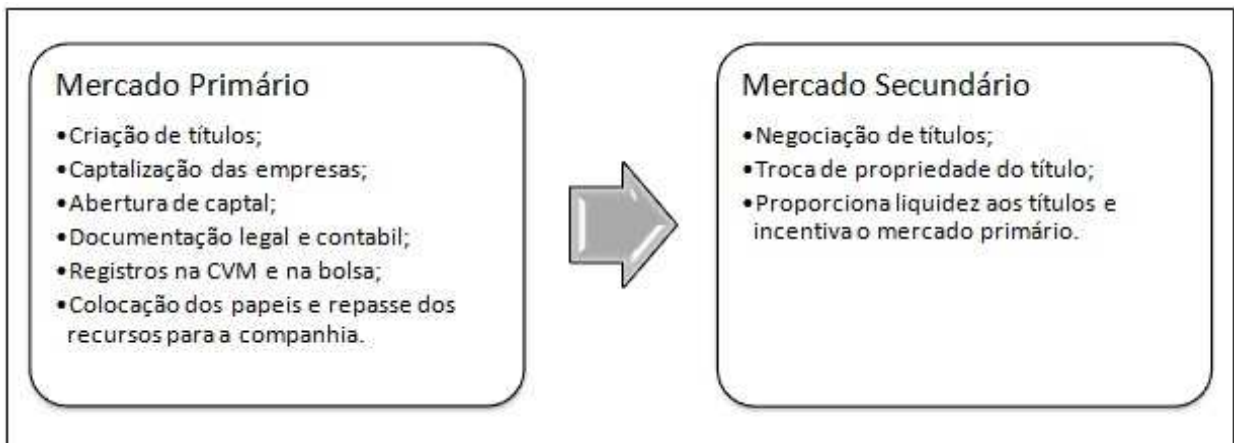 Mercado Primário
•Criação de títulos;
•Captalização das empresas;
•Abertura de captal;
•Documentação legal e contabil;
•Registros na CVM e na bolsa;
•Colocação dos papeis e repasse dos
recursos para a companhia.
Mercado Secundário
•Negociação de títulos;
•Troca de propriedade do título;
•Proporciona liquidez aos títulos e
incentiva o mercado primário.